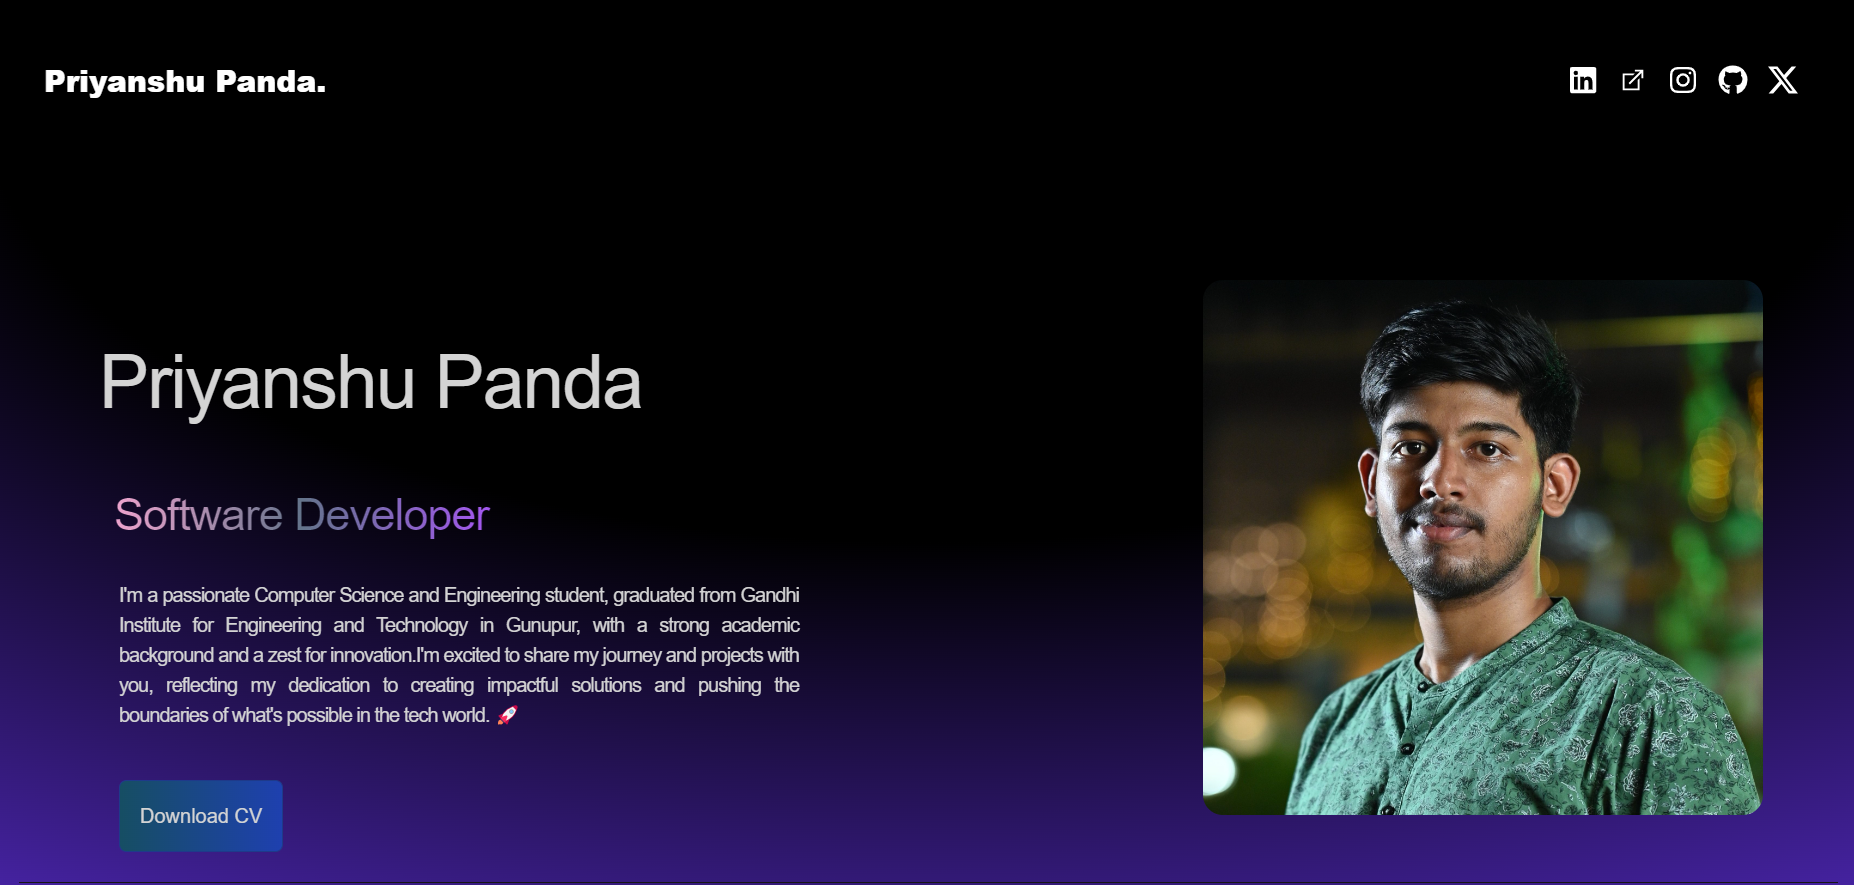 Priyanshu Panda.
Priyanshu Panda
Software Developer
I'm a passionate Computer Science and Engineering student, graduated from Gandhi
Institute for Engineering and Technology in Gunupur, with a strong academic
background and a zest for innovation.I'm excited to share my journey and projects with
you, reflecting my dedication to creating impactful solutions and pushing the
boundaries of what's possible in the tech world. 🚀
Download CV